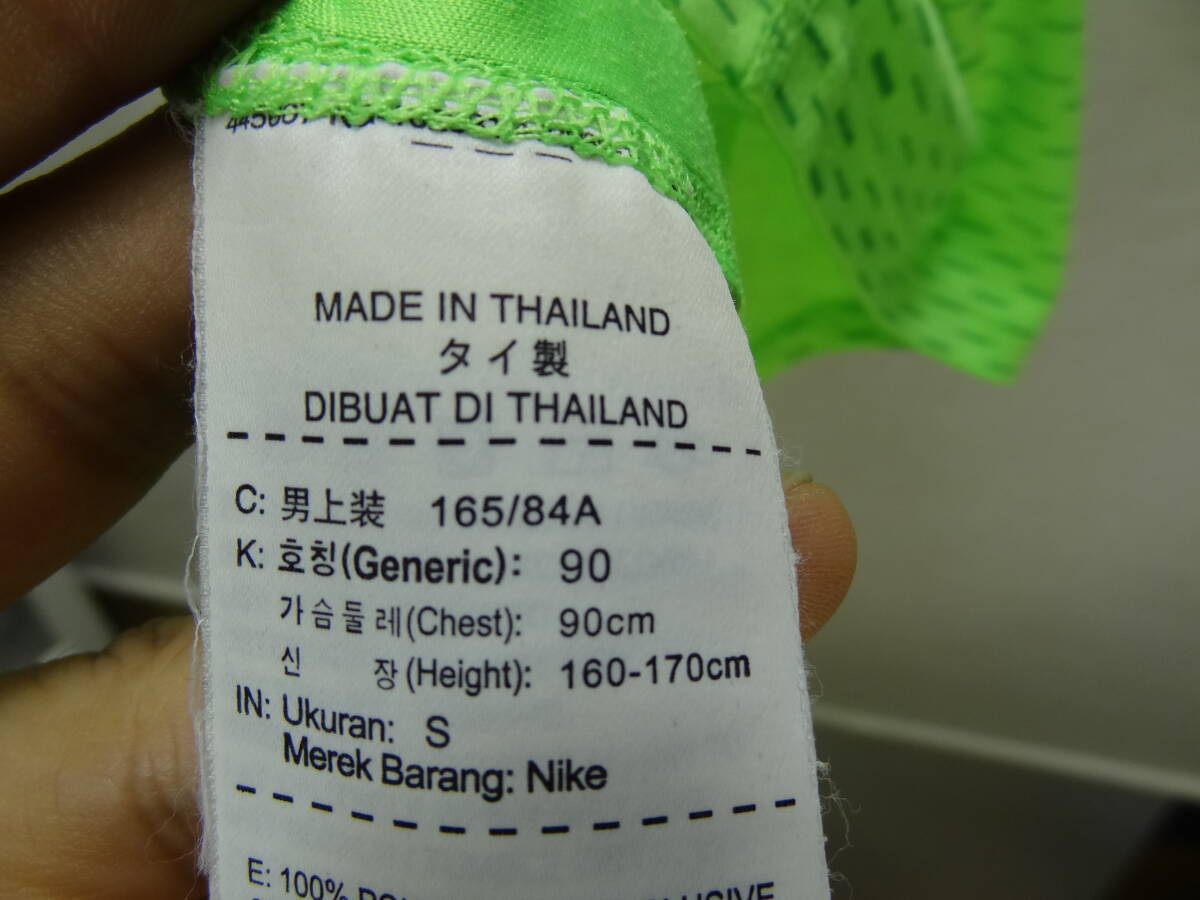 MADE IN THAILAND
タイ製
DIBUAT DI THAILAND
C: 男上装 165/84A
K: 호칭(Generic): 90
가슴둘레(Chest): 90cm
신 장(Height): 160-170cm
IN: Ukuran: S
Merek Barang: Nike
E: 100%